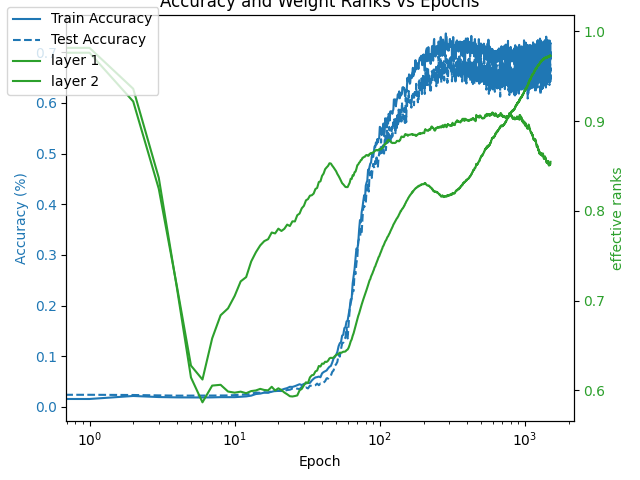 Accuracy and Weight Ranks vs Epochs
Train Accuracy
Test Accuracy
layer 1
layer 2
0.7
0.6
0.5
0.4
0.3
0.2
0.1
0.0
Accuracy (%)
1.0
0.9
0.8
0.7
0.6
effective ranks
10⁰
10¹
10²
10³
Epoch